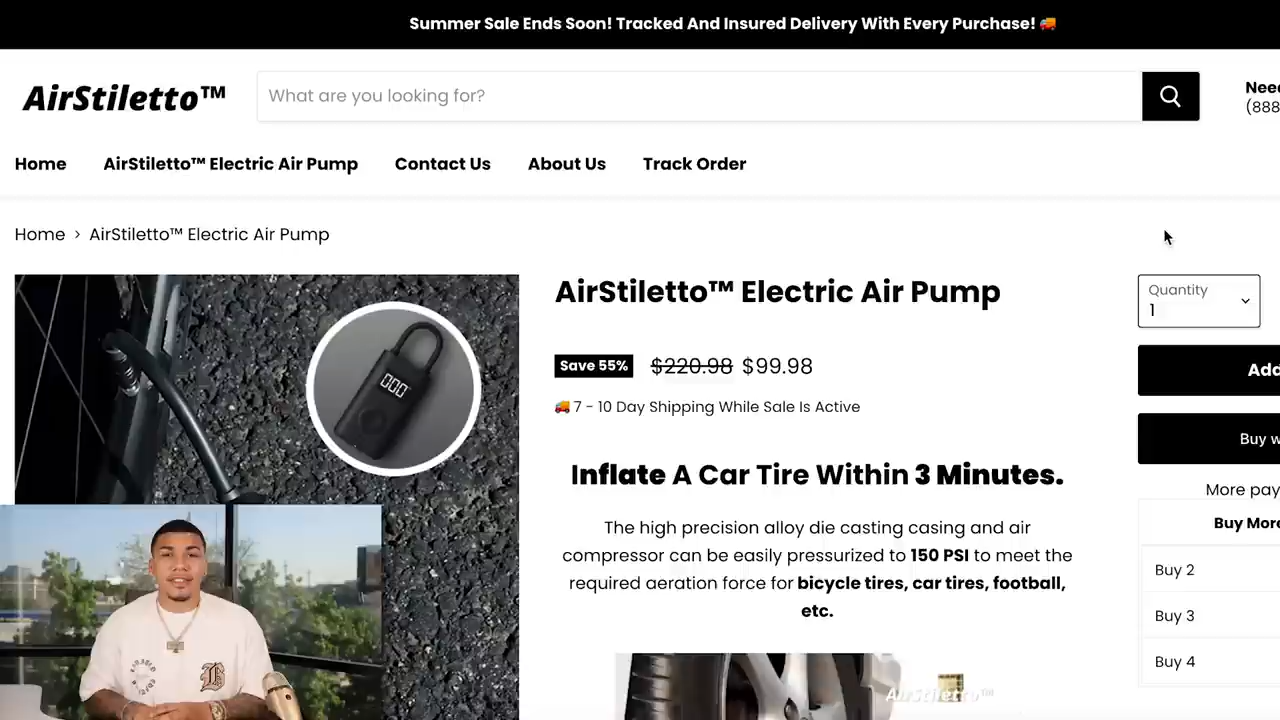 Summer Sale Ends Soon! Tracked And Insured Delivery With Every Purchase! 🚚
AirStiletto™
What are you looking for?
(888
Home
AirStiletto™ Electric Air Pump
Contact Us
About Us
Track Order
Home > AirStiletto™ Electric Air Pump
000
AirStiletto™ Electric Air Pump
Save 55% $220.98 $99.98
🚚 7 - 10 Day Shipping While Sale Is Active
Inflate A Car Tire Within 3 Minutes.
The high precision alloy die casting casing and air
compressor can be easily pressurized to 150 PSI to meet the
required aeration force for bicycle tires, car tires, football,
etc.
AirStiletto™
Quantity
1
Buy
More
Buy 2
Buy 3
Buy 4